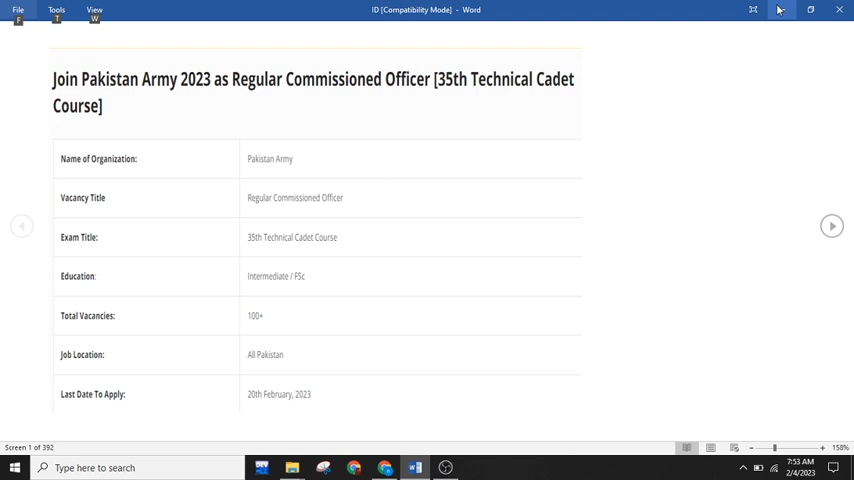 File Tools View ID [Compatibility Mode] - Word
F T W
Join Pakistan Army 2023 as Regular Commissioned Officer [35th Technical Cadet
Course]
Name of Organization: Pakistan Army
Vacancy Title Regular Commissioned Officer
Exam Title: 35th Technical Cadet Course
Education: Intermediate / FSc
Total Vacancies: 100+
Job Location: All Pakistan
Last Date To Apply: 20th February, 2023
Screen 1 of 392 158%
Type here to search DEV 7:53 AM
2/4/2023